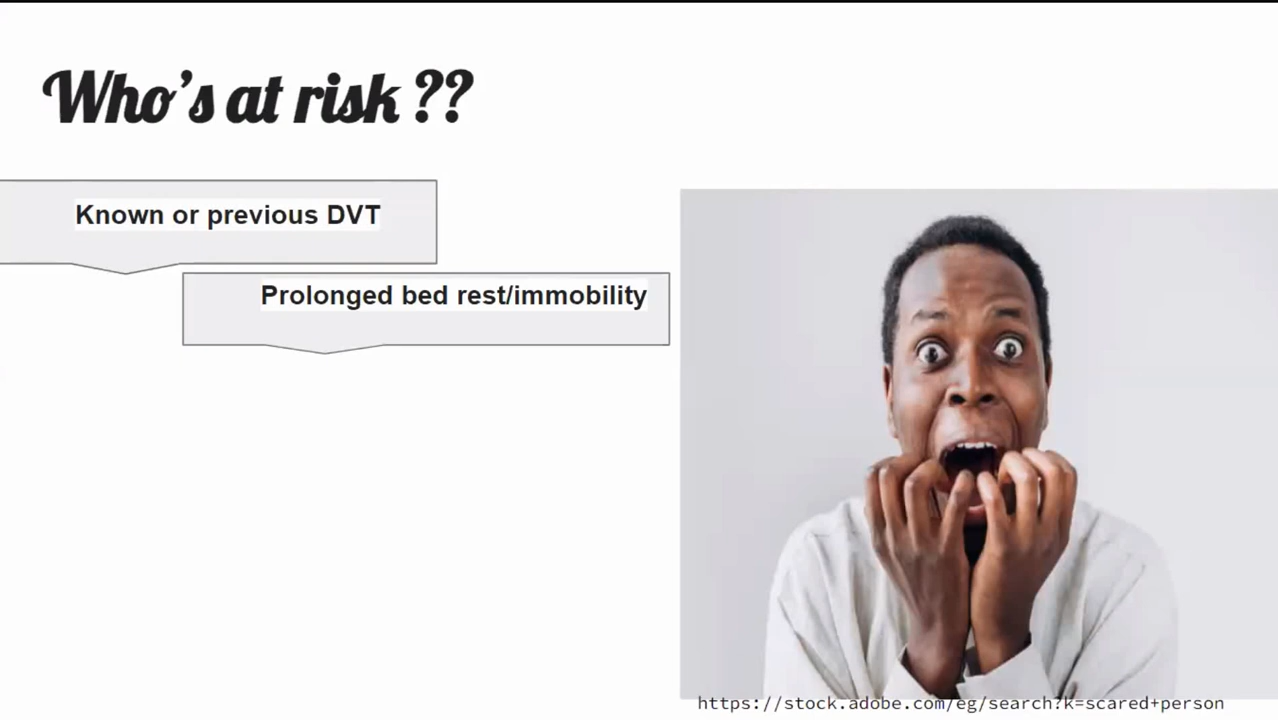 Who's at risk ??
Known or previous DVT
Prolonged bed rest/immobility
https://stock.adobe.com/eg/search?k=scared+person